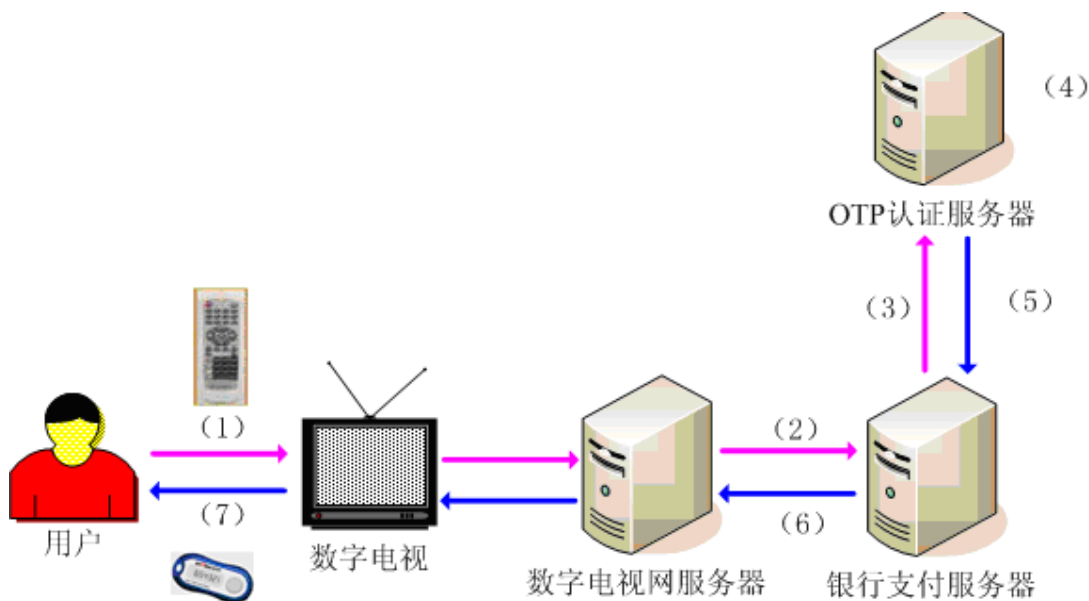 （4）
OTP认证服务器
（3）
（5）
（1）
（2）
（7）
（6）
用户
数字电视
数字电视网服务器
银行支付服务器